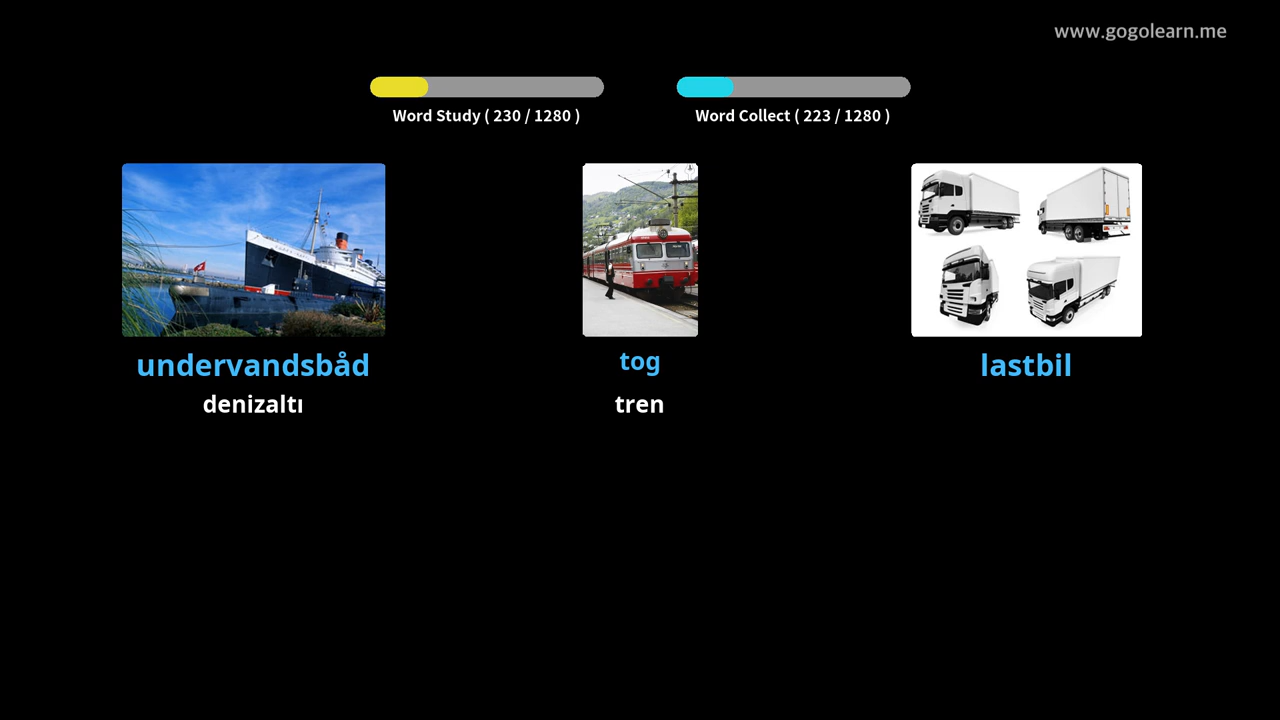 www.gogolearn.me
Word Study ( 230 / 1280 )
Word Collect ( 223 / 1280 )
undervandsbåd
denizaltı
tog
tren
lastbil